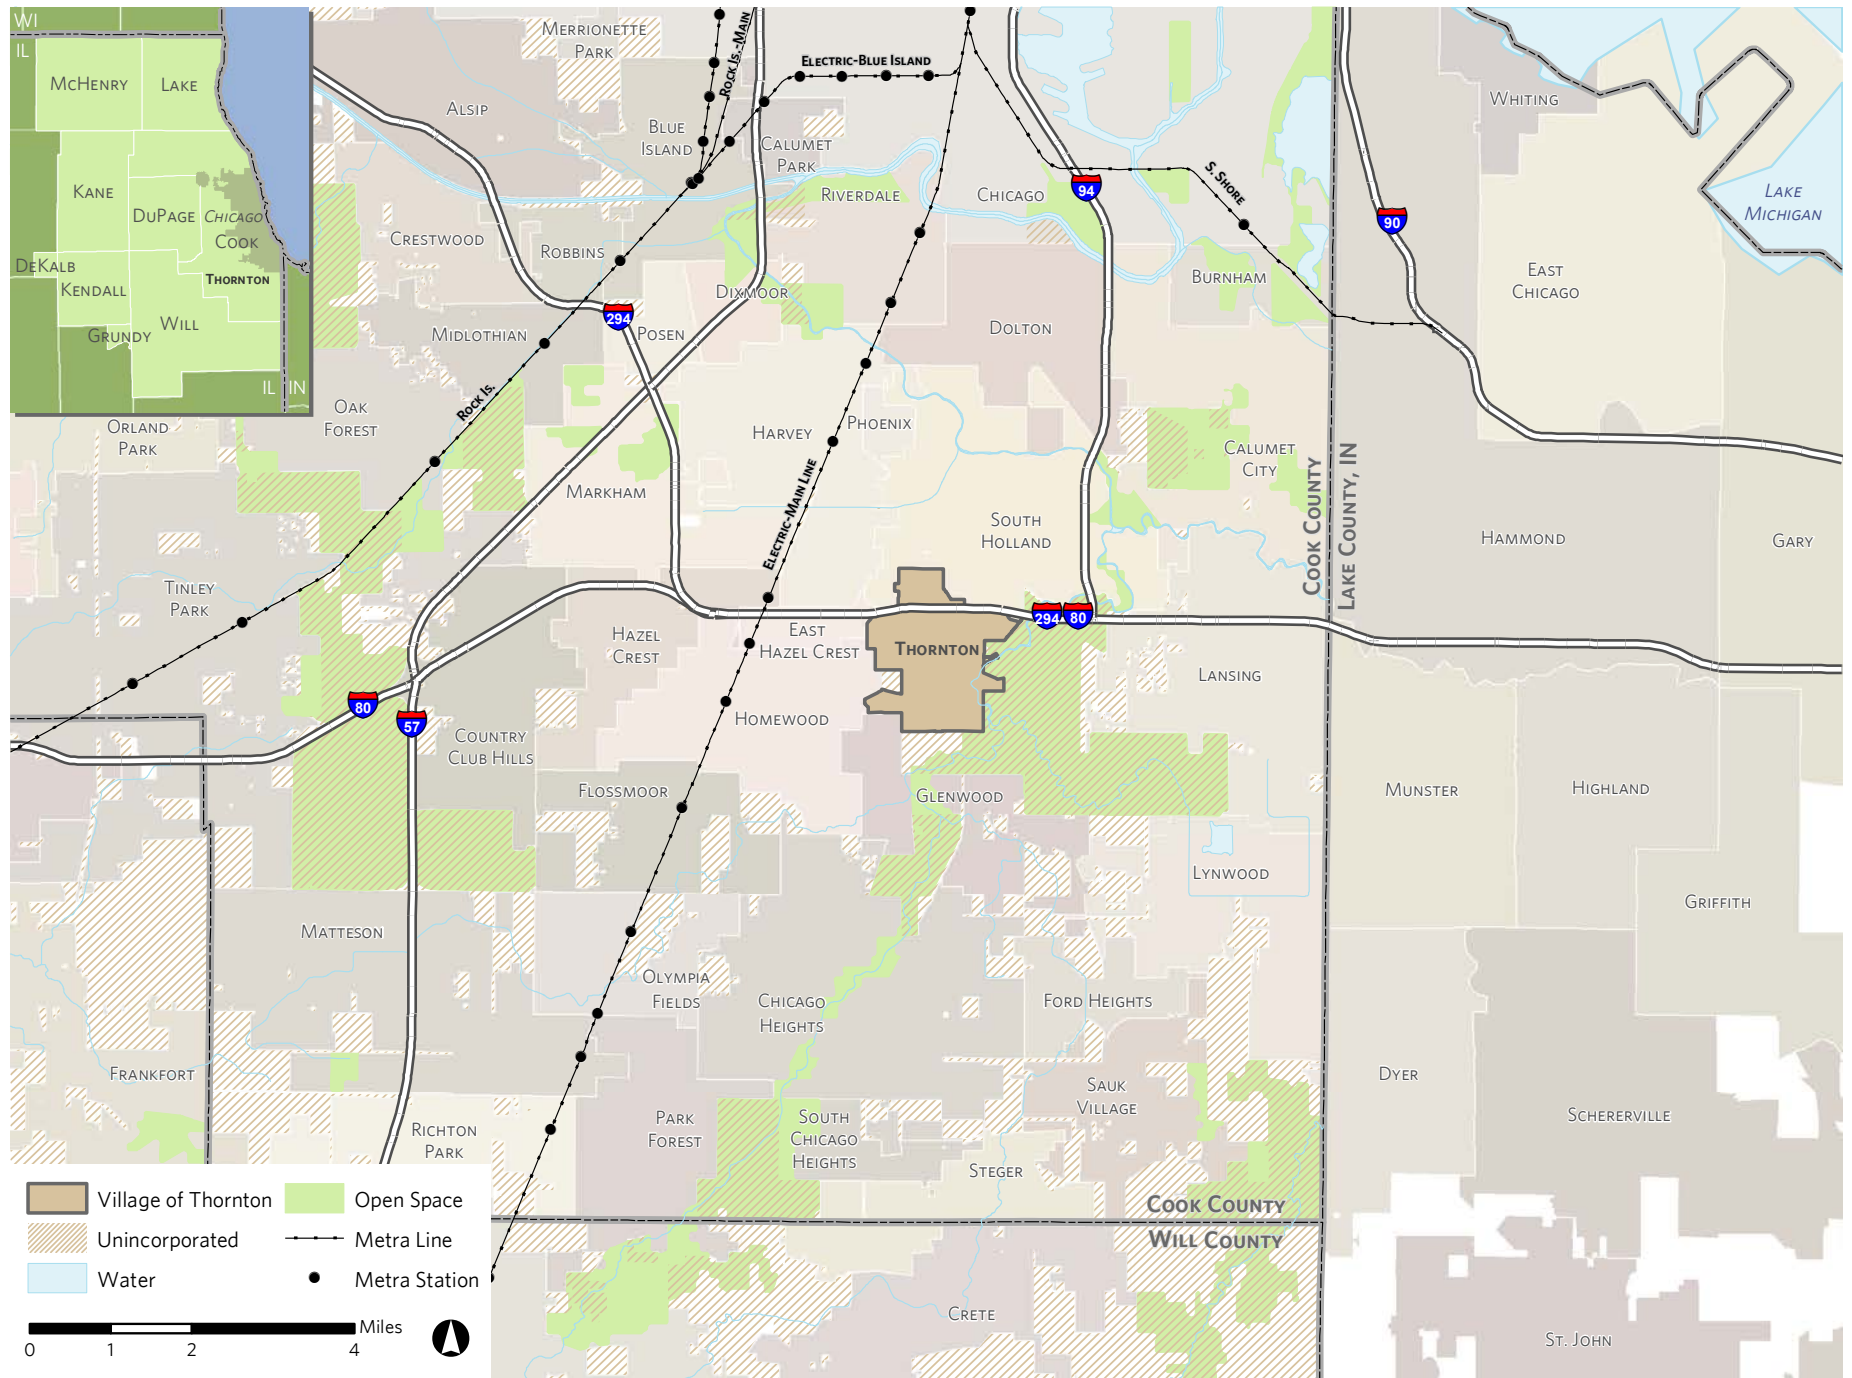 WI
IL
McHenry
Lake
Kane
DuPage
Chicago
Cook
DeKalb
Kendall
Thornton
Grundy
Will
IL
IN
Merrionette
Park
Rock Is.-Main
Electric-Blue Island
Alsip
Blue
Island
Calumet
Park
Whiting
Riverdale
Chicago
94
S. Shore
90
Lake
Michigan
Crestwood
Robbins
Dixmoor
Burnham
East
Chicago
294
Midlothian
Posen
Dolton
Rock Is.
Oak
Forest
Orland
Park
Harvey
Phoenix
Calumet
City
Markham
Electric-Main Line
South
Holland
Cook County
Lake County, IN
Hammond
Gary
Tinley
Park
Hazel
Crest
East
Hazel Crest
Thornton
294
80
Lansing
80
57
Homewood
Country
Club Hills
Flossmoor
Glenwood
Munster
Highland
Lynwood
Griffith
Matteson
Olympia
Fields
Chicago
Heights
Ford Heights
Frankfort
Sauk
Village
Dyer
Schererville
Richton
Park
Park
Forest
South
Chicago
Heights
Steger
Cook County
Will County
Crete
St. John
Village of Thornton
Open Space
Unincorporated
Metra Line
Water
Metra Station
Miles
0 1 2 4